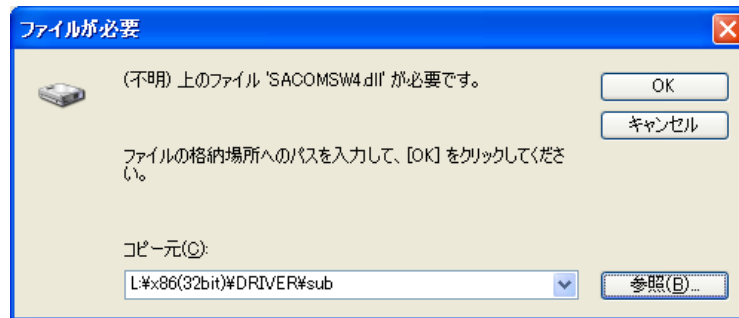 ファイルが必要
(不明) 上のファイル 'SACOMSW4.dll' が必要です。
OK
キャンセル
ファイルの格納場所へのパスを入力して、[OK] をクリックしてくださ
い。
コピー元(C):
L:¥x86(32bit)¥DRIVER¥sub
参照(B)...